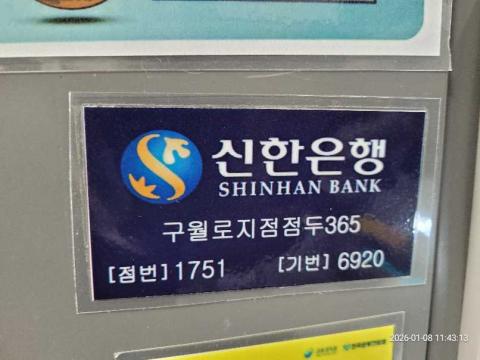 신한은행
SHINHAN BANK
구월로지점점두365
[점번] 1751 [기번] 6920
2026-01-08 11:43:13